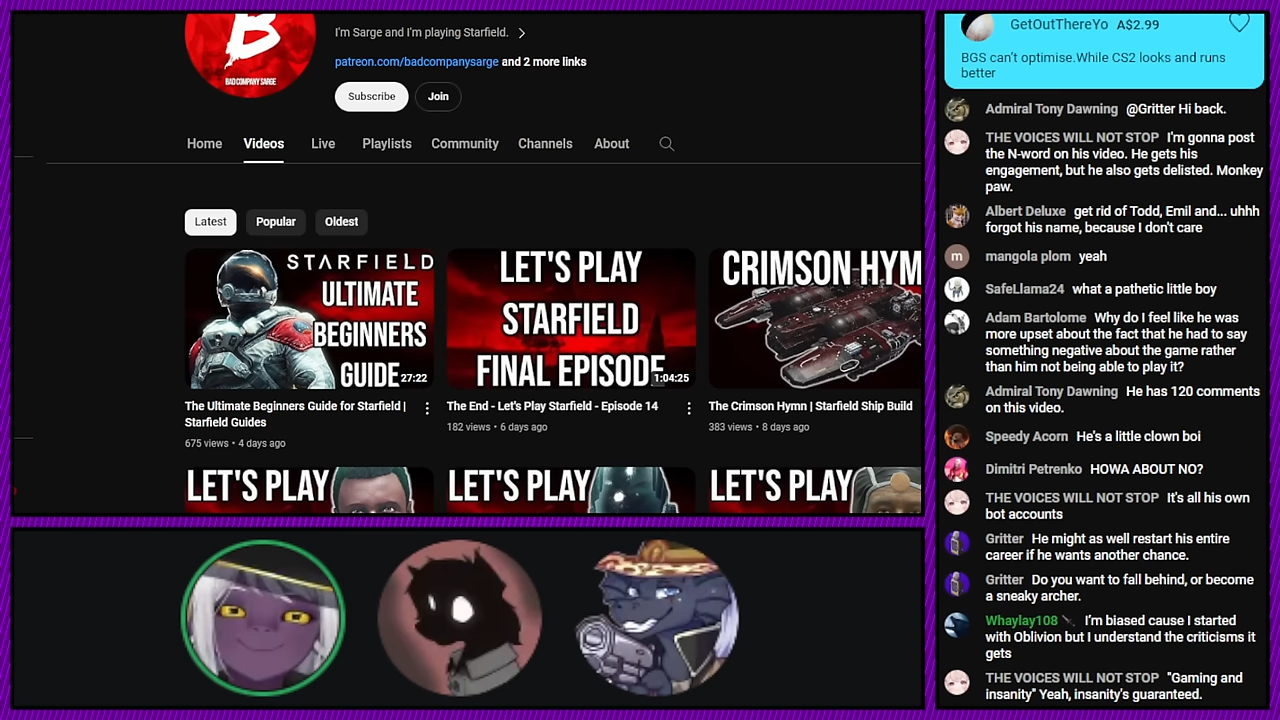 B
BAD COMPANY SARGE
I'm Sarge and I'm playing Starfield.
patreon.com/badcompanysarge and 2 more links
Subscribe
Join
Home
Videos
Live
Playlists
Community
Channels
About
Latest
Popular
Oldest
STARFIELD
ULTIMATE
BEGINNERS
GUIDE
27:22
The Ultimate Beginners Guide for Starfield |
Starfield Guides
675 views • 4 days ago
LET'S PLAY
STARFIELD
FINAL EPISODE
1:04:25
The End - Let's Play Starfield - Episode 14
182 views • 6 days ago
CRIMSON HYM
The Crimson Hymn | Starfield Ship Build
383 views • 8 days ago
LET'S PLAY
LET'S PLAY
LET'S PLAY
GetOutThereYo A$2.99
BGS can't optimise.While CS2 looks and runs
better
Admiral Tony Dawning @Gritter Hi back.
THE VOICES WILL NOT STOP I'm gonna post
the N-word on his video. He gets his
engagement, but he also gets delisted. Monkey
paw.
Albert Deluxe get rid of Todd, Emil and... uhhh
forgot his name, because I don't care
m
mangola plom yeah
SafeLlama24 what a pathetic little boy
Adam Bartolome Why do I feel like he was
more upset about the fact that he had to say
something negative about the game rather
than him not being able to play it?
Admiral Tony Dawning He has 120 comments
on this video.
Speedy Acorn He's a little clown boi
Dimitri Petrenko HOWA ABOUT NO?
THE VOICES WILL NOT STOP It's all his own
bot accounts
Gritter He might as well restart his entire
career if he wants another chance.
Gritter Do you want to fall behind, or become
a sneaky archer.
Whaylay108 I'm biased cause I started
with Oblivion but I understand the criticisms it
gets
THE VOICES WILL NOT STOP "Gaming and
insanity" Yeah, insanity's guaranteed.